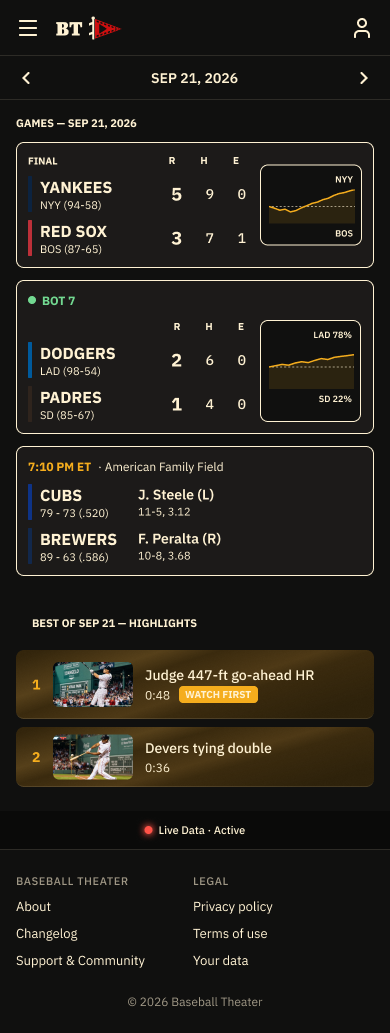 BT
SEP 21, 2026
GAMES — SEP 21, 2026
FINAL R H E
YANKEES 5 9 0
NYY (94-58)
RED SOX 3 7 1
BOS (87-65)
NYY
BOS
BOT 7
R H E
DODGERS 2 6 0
LAD (98-54)
PADRES 1 4 0
SD (85-67)
LAD 78%
SD 22%
7:10 PM ET · American Family Field
CUBS J. Steele (L)
79 - 73 (.520) 11-5, 3.12
BREWERS F. Peralta (R)
89 - 63 (.586) 10-8, 3.68
BEST OF SEP 21 — HIGHLIGHTS
1 Judge 447-ft go-ahead HR
0:48 WATCH FIRST
2 Devers tying double
0:36
Live Data · Active
BASEBALL THEATER LEGAL
About Privacy policy
Changelog Terms of use
Support & Community Your data
© 2026 Baseball Theater